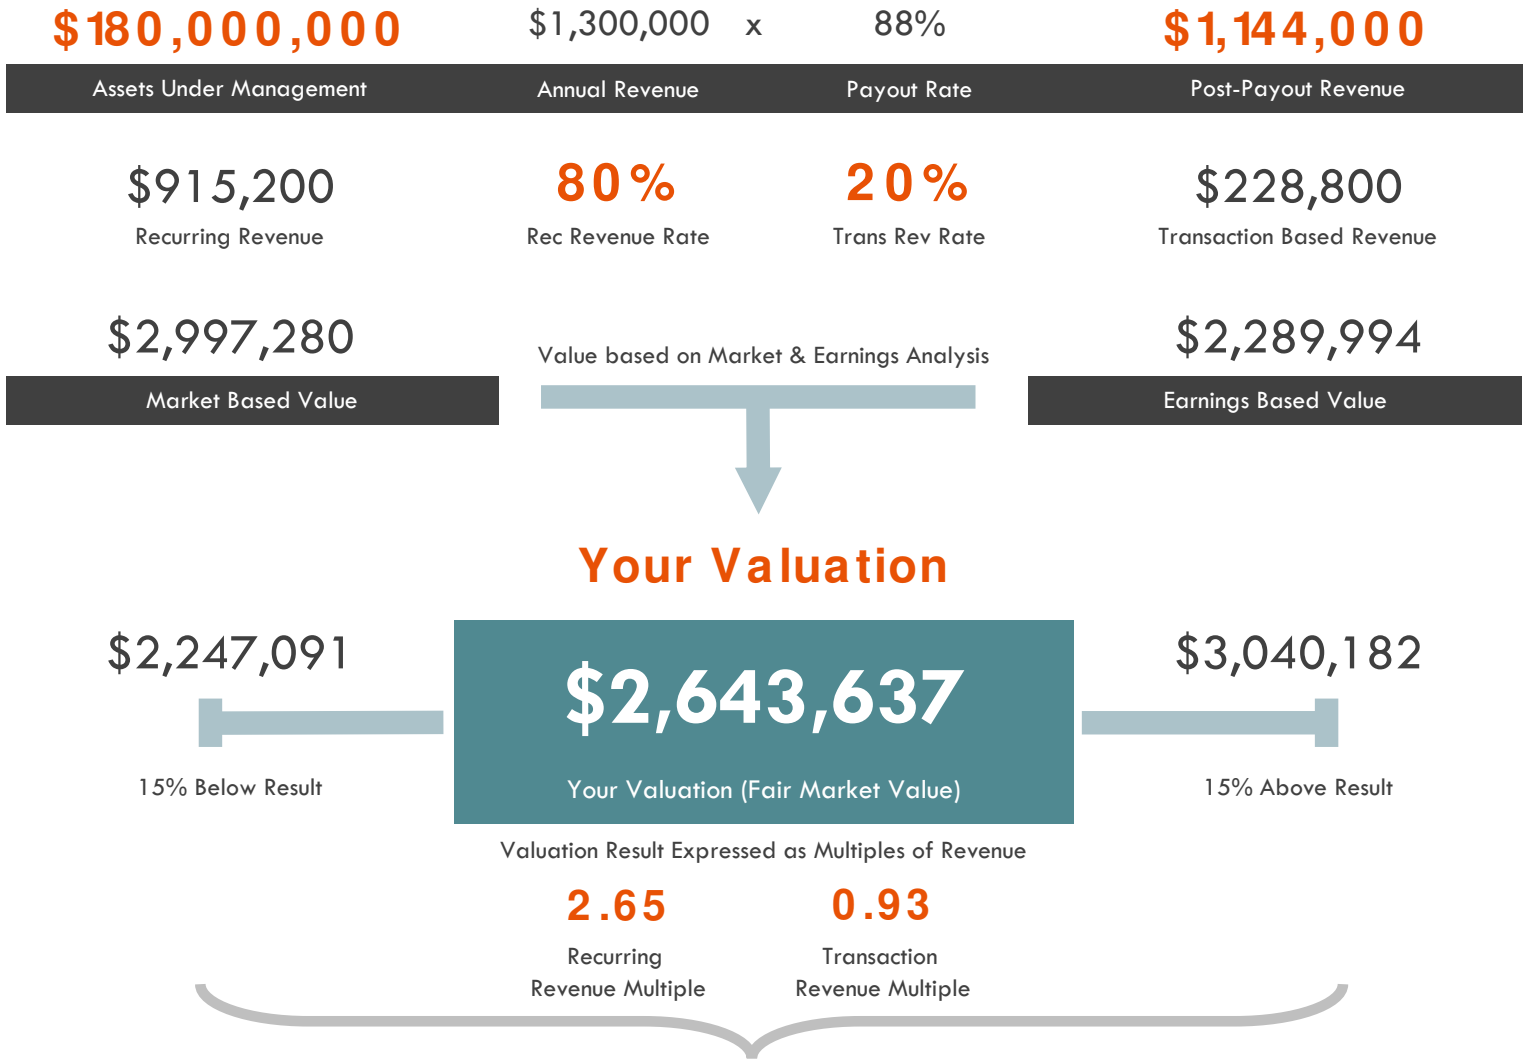 $180,000,000 $1,300,000 x 88% $1,144,000
Assets Under Management Annual Revenue Payout Rate Post-Payout Revenue
$915,200 80% 20% $228,800
Recurring Revenue Rec Revenue Rate Trans Rev Rate Transaction Based Revenue
$2,997,280 Value based on Market & Earnings Analysis $2,289,994
Market Based Value Earnings Based Value
Your Valuation
$2,247,091 $2,643,637 $3,040,182
15% Below Result Your Valuation (Fair Market Value) 15% Above Result
Valuation Result Expressed as Multiples of Revenue
2.65 0.93
Recurring Transaction
Revenue Multiple Revenue Multiple